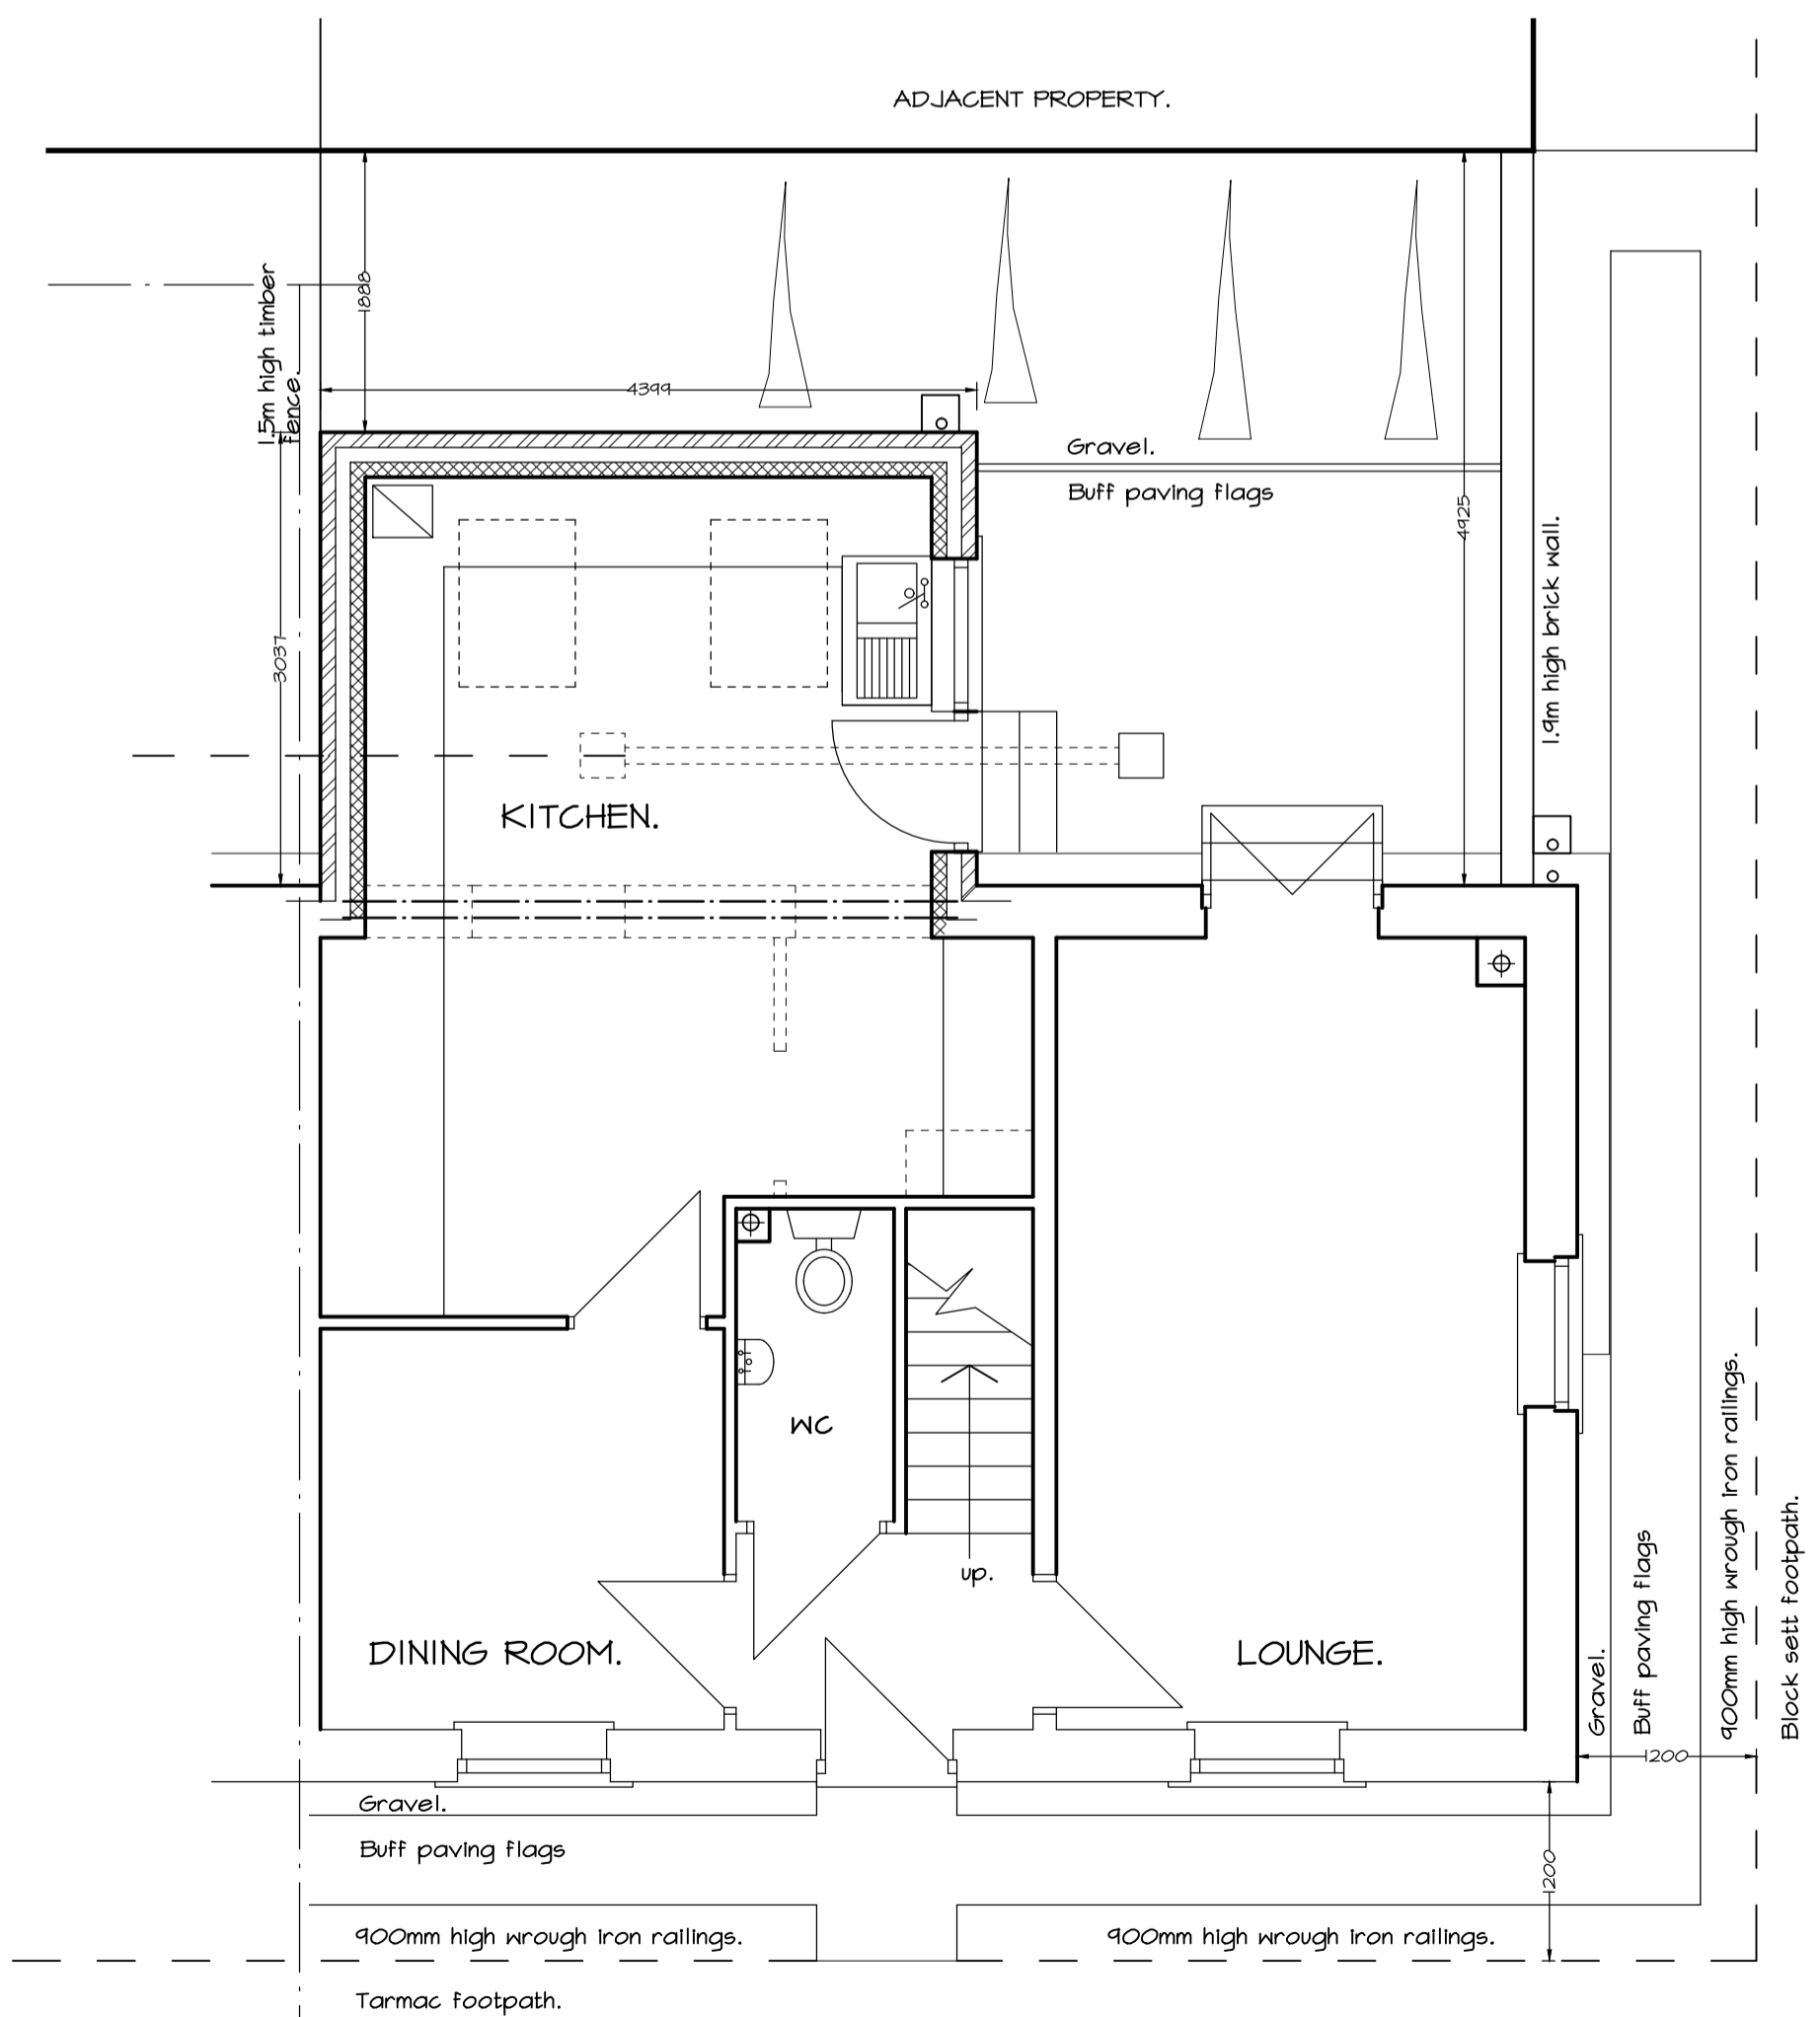 ADJACENT PROPERTY.
1.5m high timber
fence.
1888
4399
Gravel.
Buff paving flags
4925
1.9m high brick wall.
3037
KITCHEN.
WC
up.
DINING ROOM.
LOUNGE.
Gravel.
Buff paving flags
900mm high wrough iron railings.
Block sett footpath.
1200
Gravel.
Buff paving flags
1200
900mm high wrough iron railings.
900mm high wrough iron railings.
Tarmac footpath.